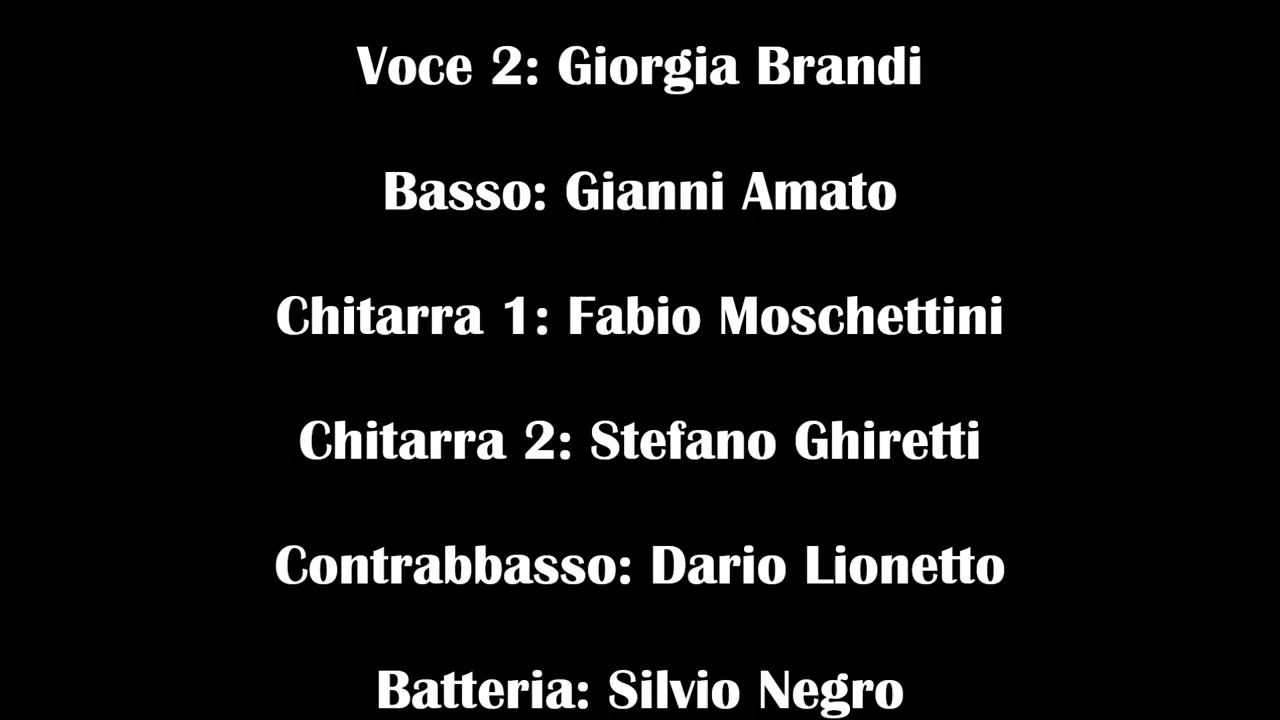 Voce 2: Giorgia Brandi
Basso: Gianni Amato
Chitarra 1: Fabio Moschettini
Chitarra 2: Stefano Ghiretti
Contrabbasso: Dario Lionetto
Batteria: Silvio Negro